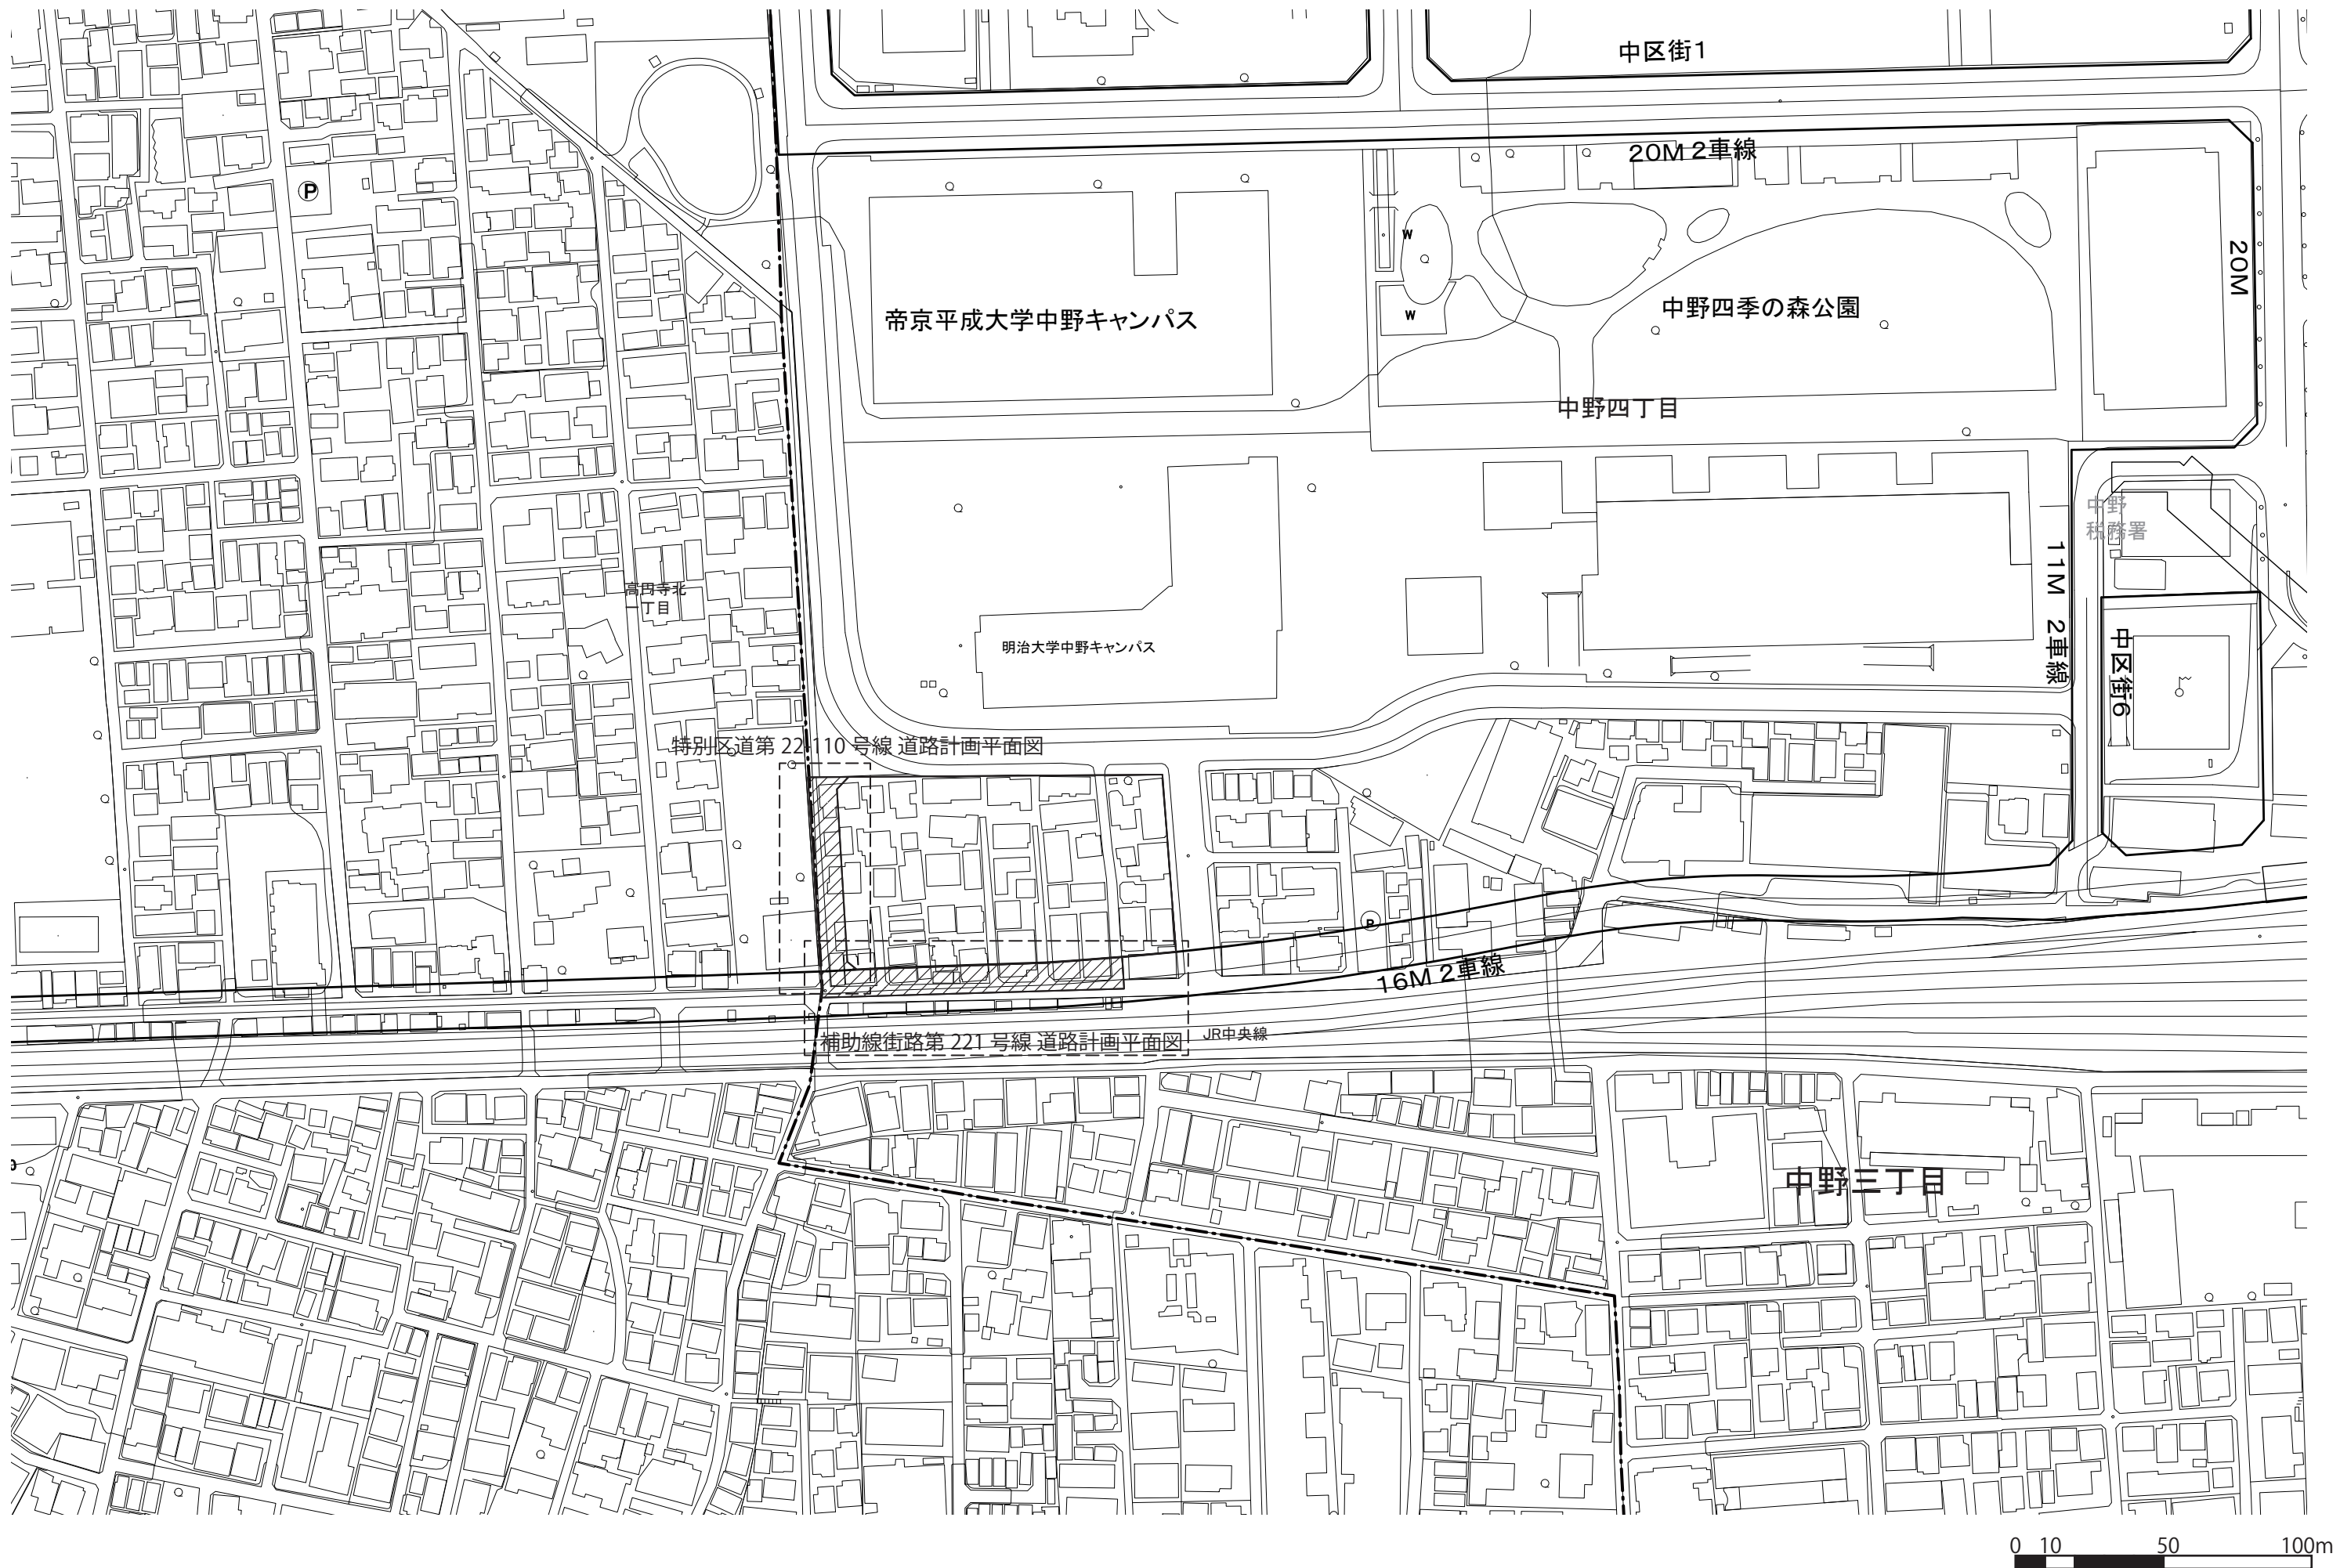 中区街1
20M 2車線
P
20M
W
W
帝京平成大学中野キャンパス
中野四季の森公園
中野四丁目
中野
税務署
11M 2車線
高円寺北
一丁目
中区街6
明治大学中野キャンパス
特別区道第 22-110 号線 道路計画平面図
P
16M 2車線
補助線街路第 221 号線 道路計画平面図
JR中央線
中野三丁目
0 10 50 100m